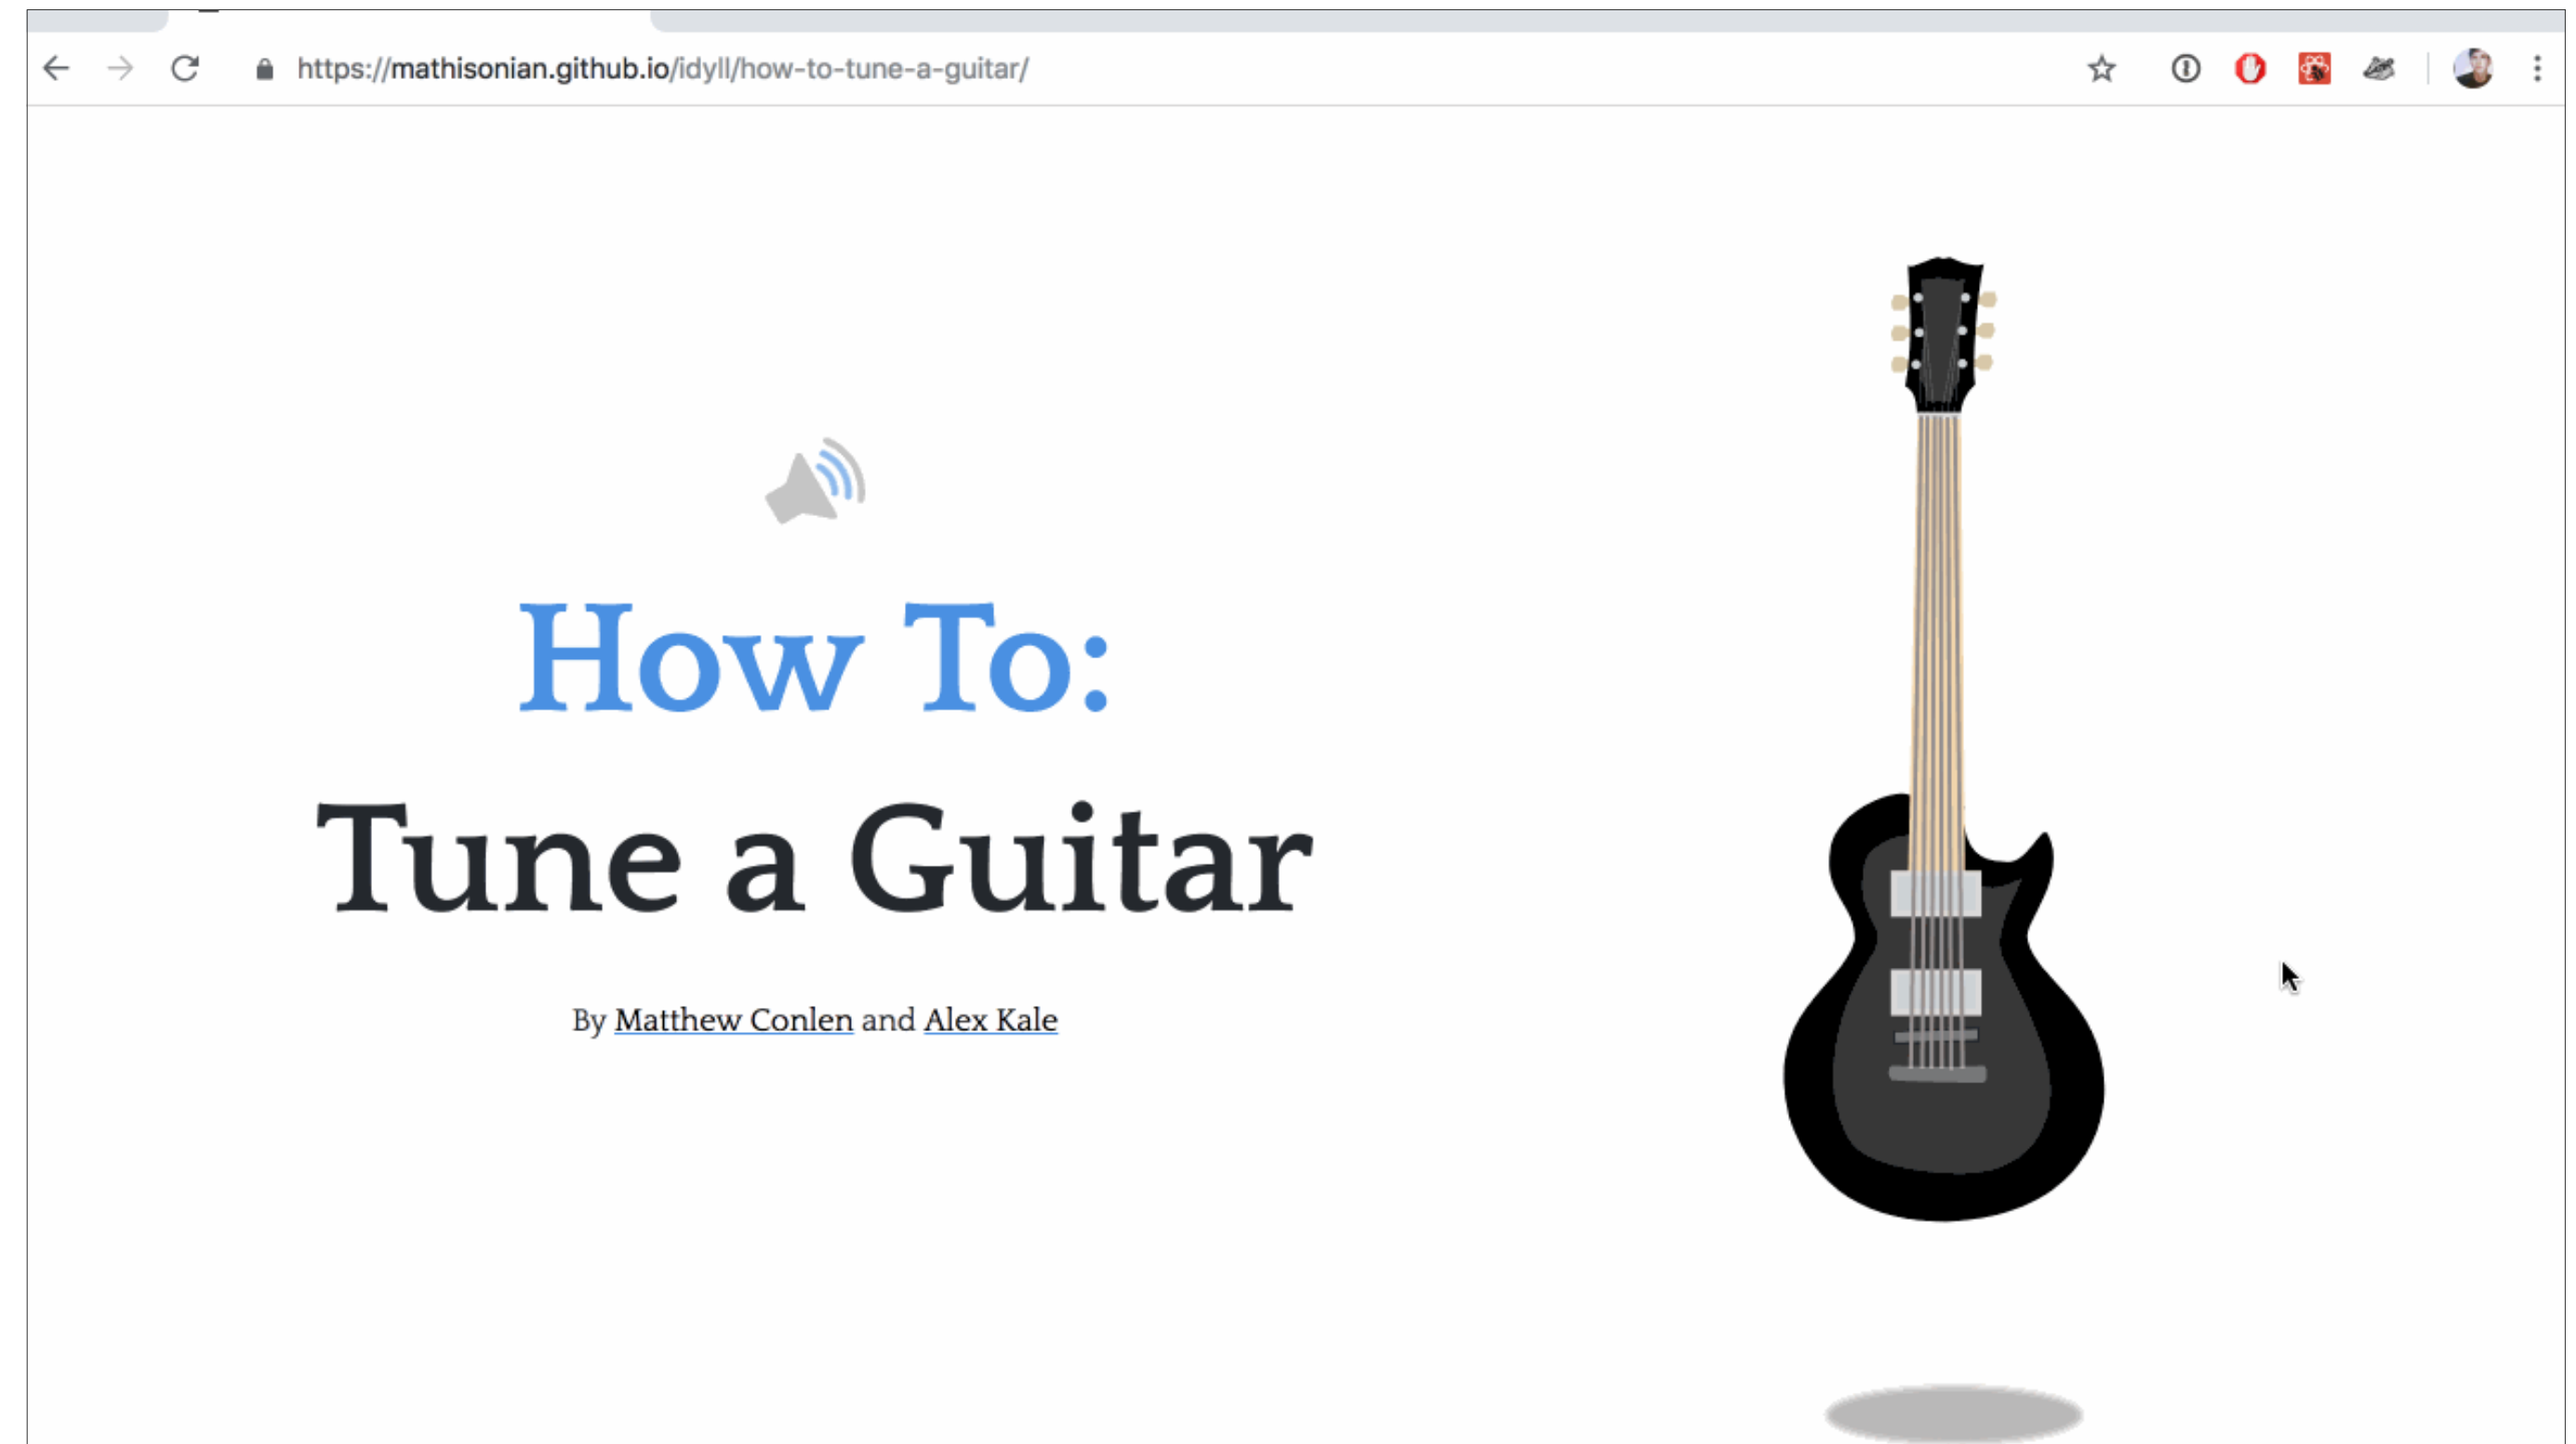 https://mathisonian.github.io/idyll/how-to-tune-a-guitar/
How To:
Tune a Guitar
By Matthew Conlen and Alex Kale